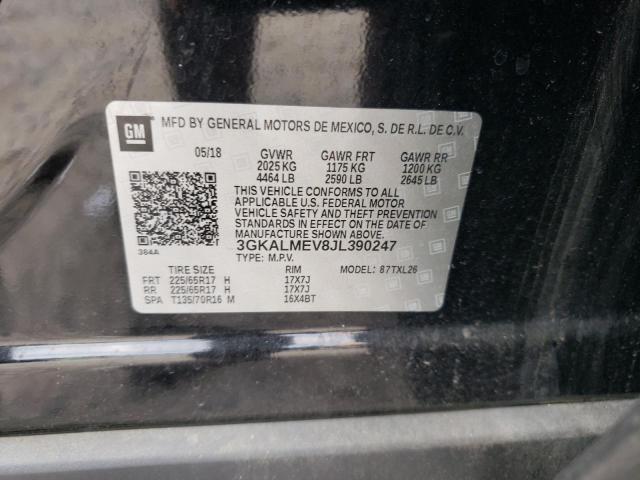 GM
MFD BY GENERAL MOTORS DE MEXICO, S. DE R.L. DE C.V.
05/18 GVWR GAWR FRT GAWR RR
2025 KG 1175 KG 1200 KG
4464 LB 2590 LB 2645 LB
THIS VEHICLE CONFORMS TO ALL
APPLICABLE U.S. FEDERAL MOTOR
VEHICLE SAFETY AND THEFT PREVENTION
STANDARDS IN EFFECT ON THE DATE OF
MANUFACTURE SHOWN ABOVE.
384A
3GKALMEV8JL390247
TYPE: M.P.V.
TIRE SIZE RIM MODEL: 87TXL26
FRT 225/65R17 H 17X7J
RR 225/65R17 H 17X7J
SPA T135/70R16 M 16X4BT